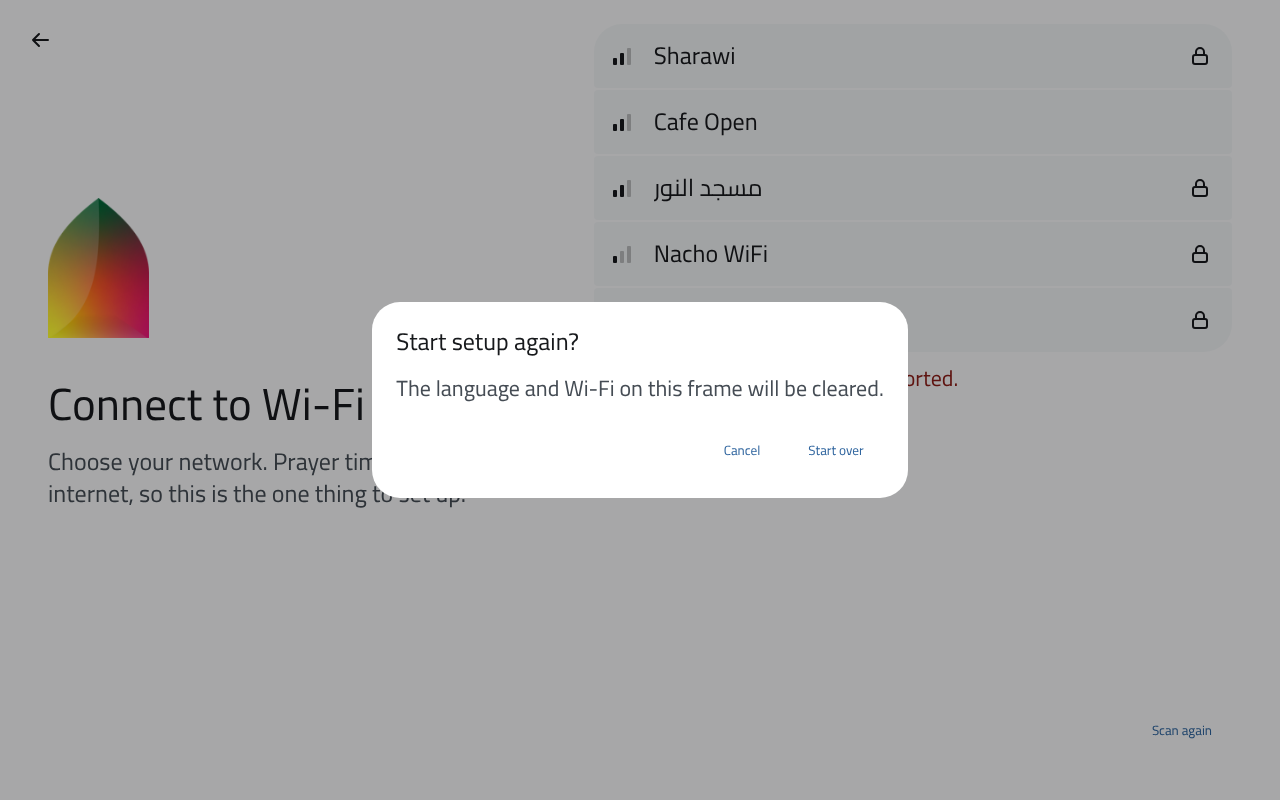 Sharawi
Cafe Open
مسجد النور
Nacho WiFi
Start setup again?
The language and Wi-Fi on this frame will be cleared.
Cancel
Start over
Connect to Wi-Fi
Choose your network. Prayer
internet, so this is the one thing to set up.
Scan again